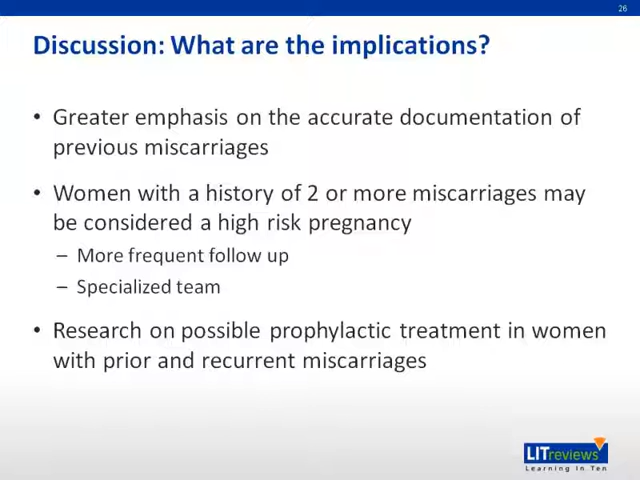 26
Discussion: What are the implications?
• Greater emphasis on the accurate documentation of
previous miscarriages
• Women with a history of 2 or more miscarriages may
be considered a high risk pregnancy
– More frequent follow up
– Specialized team
• Research on possible prophylactic treatment in women
with prior and recurrent miscarriages
LITreviews
Learning In Ten